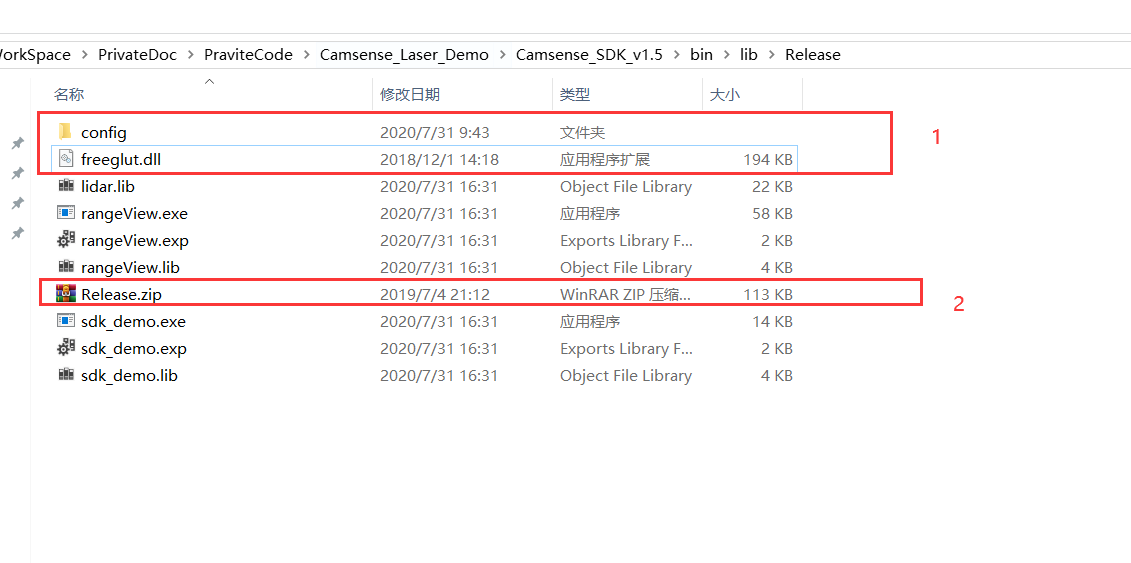 orkSpace > PrivateDoc > PraviteCode > Camsense_Laser_Demo > Camsense_SDK_v1.5 > bin > lib > Release
名称 修改日期 类型 大小
config 2020/7/31 9:43 文件夹
1
freeglut.dll 2018/12/1 14:18 应用程序扩展 194 KB
lidar.lib 2020/7/31 16:31 Object File Library 22 KB
rangeView.exe 2020/7/31 16:31 应用程序 58 KB
rangeView.exp 2020/7/31 16:31 Exports Library F... 2 KB
rangeView.lib 2020/7/31 16:31 Object File Library 4 KB
Release.zip 2019/7/4 21:12 WinRAR ZIP 压缩... 113 KB
2
sdk_demo.exe 2020/7/31 16:31 应用程序 14 KB
sdk_demo.exp 2020/7/31 16:31 Exports Library F... 2 KB
sdk_demo.lib 2020/7/31 16:31 Object File Library 4 KB